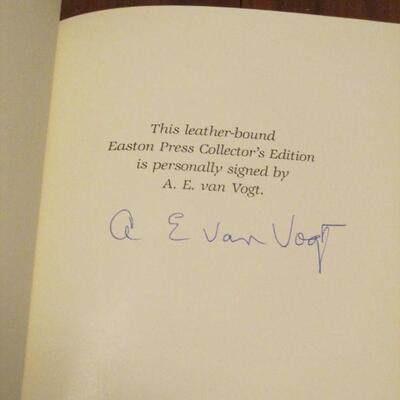 This leather-bound
Easton Press Collector's Edition
is personally signed by
A. E. van Vogt.
A E van Vogt